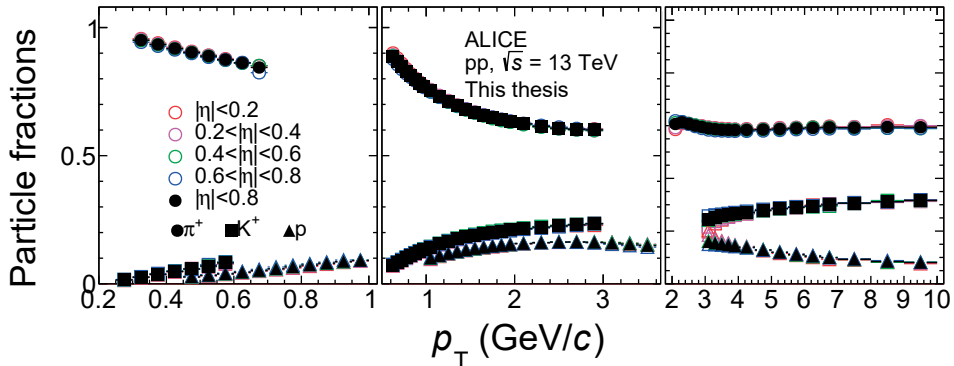 Particle fractions
1
0.5
0
|η|<0.2
0.2<|η|<0.4
0.4<|η|<0.6
0.6<|η|<0.8
|η|<0.8
π⁺ K⁺ p
ALICE
pp, √s = 13 TeV
This thesis
0.2 0.4 0.6 0.8 1
1 2 3
2 3 4 5 6 7 8 9 10
p_T (GeV/c)